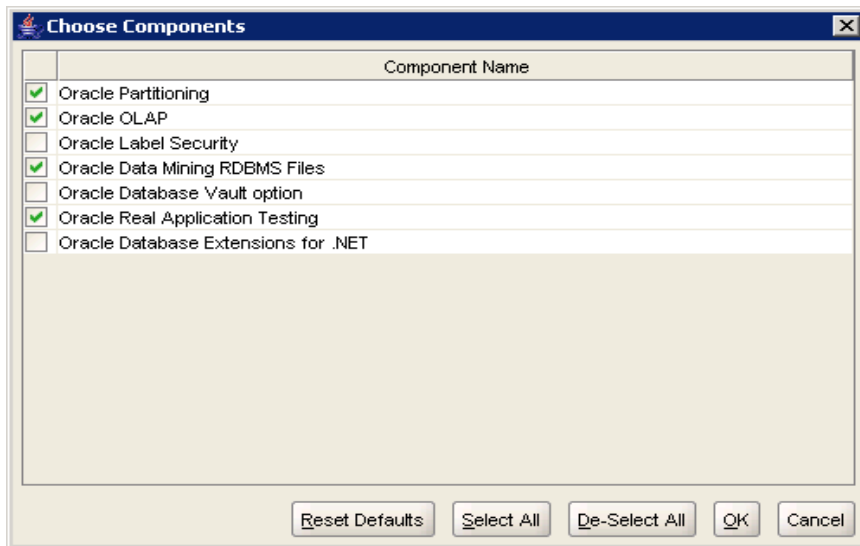 Choose Components
Component Name
Oracle Partitioning
Oracle OLAP
Oracle Label Security
Oracle Data Mining RDBMS Files
Oracle Database Vault option
Oracle Real Application Testing
Oracle Database Extensions for .NET
Reset Defaults Select All De-Select All OK Cancel